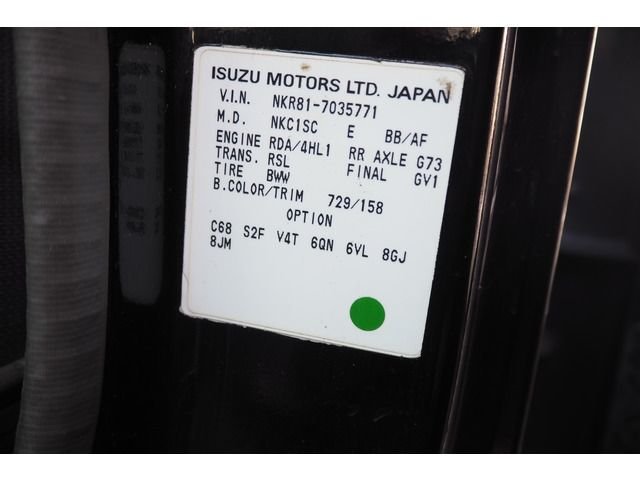 ISUZU MOTORS LTD. JAPAN
V.I.N. NKR81-7035771
M.D. NKC1SC E BB/AF
ENGINE RDA/4HL1 RR AXLE G73
TRANS. RSL FINAL GV1
TIRE BWW
B.COLOR/TRIM 729/158
OPTION
C68 S2F V4T 6QN 6VL 8GJ
8JM